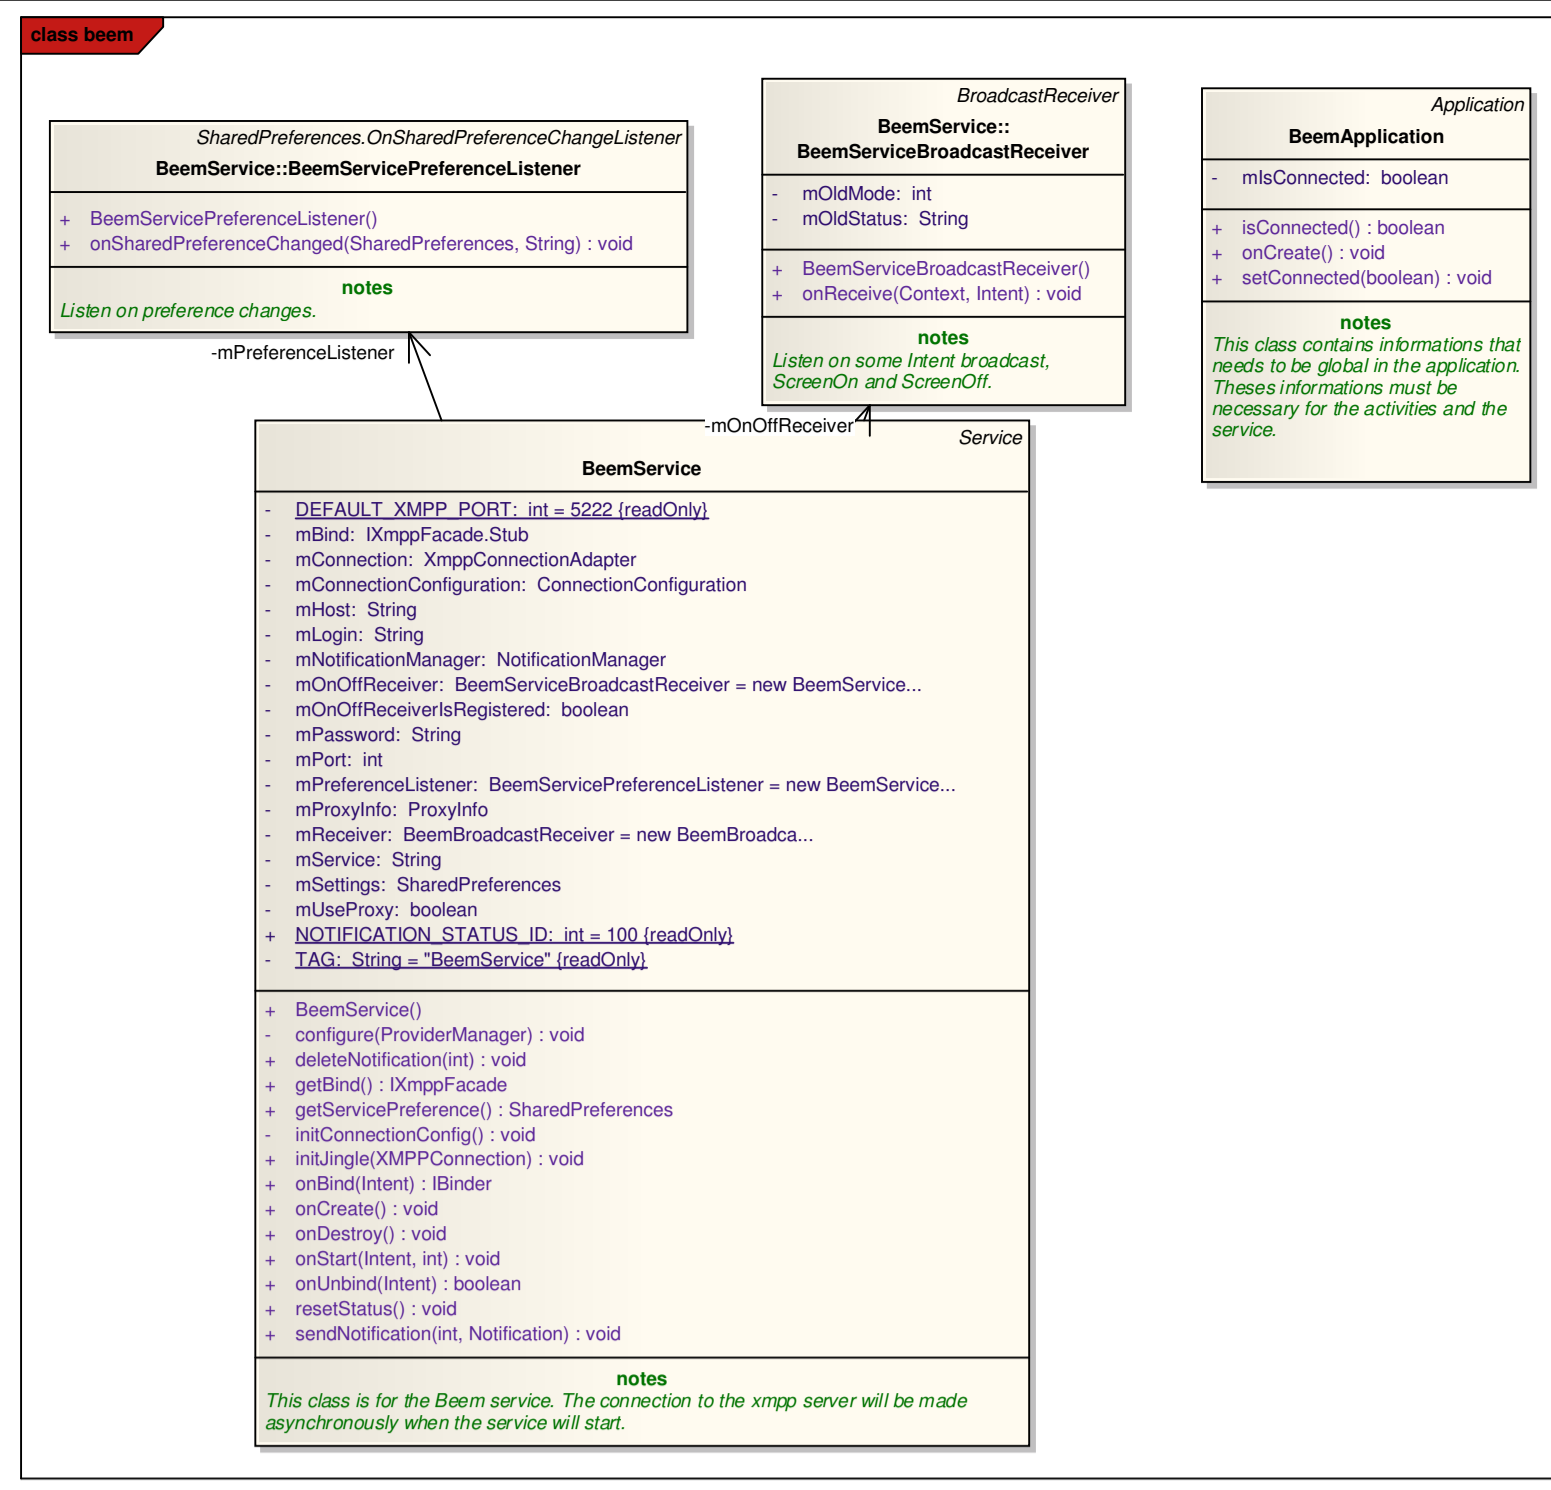 class beem
SharedPreferences.OnSharedPreferenceChangeListener
BeemService::BeemServicePreferenceListener
+ BeemServicePreferenceListener()
+ onSharedPreferenceChanged(SharedPreferences, String) : void
notes
Listen on preference changes.
-mPreferenceListener
BroadcastReceiver
BeemService::
BeemServiceBroadcastReceiver
- mOldMode: int
- mOldStatus: String
+ BeemServiceBroadcastReceiver()
+ onReceive(Context, Intent) : void
notes
Listen on some Intent broadcast,
ScreenOn and ScreenOff.
-mOnOffReceiver
Application
BeemApplication
- mIsConnected: boolean
+ isConnected() : boolean
+ onCreate() : void
+ setConnected(boolean) : void
notes
This class contains informations that
needs to be global in the application.
Theses informations must be
necessary for the activities and the
service.
Service
BeemService
- DEFAULT_XMPP_PORT: int = 5222 {readOnly}
- mBind: IXmppFacade.Stub
- mConnection: XmppConnectionAdapter
- mConnectionConfiguration: ConnectionConfiguration
- mHost: String
- mLogin: String
- mNotificationManager: NotificationManager
- mOnOffReceiver: BeemServiceBroadcastReceiver = new BeemService...
- mOnOffReceiverIsRegistered: boolean
- mPassword: String
- mPort: int
- mPreferenceListener: BeemServicePreferenceListener = new BeemService...
- mProxyInfo: ProxyInfo
- mReceiver: BeemBroadcastReceiver = new BeemBroadca...
- mService: String
- mSettings: SharedPreferences
- mUseProxy: boolean
+ NOTIFICATION_STATUS_ID: int = 100 {readOnly}
- TAG: String = "BeemService" {readOnly}
+ BeemService()
- configure(ProviderManager) : void
+ deleteNotification(int) : void
+ getBind() : IXmppFacade
+ getServicePreference() : SharedPreferences
- initConnectionConfig() : void
+ initJingle(XMPPConnection) : void
+ onBind(Intent) : IBinder
+ onCreate() : void
+ onDestroy() : void
+ onStart(Intent, int) : void
+ onUnbind(Intent) : boolean
+ resetStatus() : void
+ sendNotification(int, Notification) : void
notes
This class is for the Beem service. The connection to the xmpp server will be made
asynchronously when the service will start.